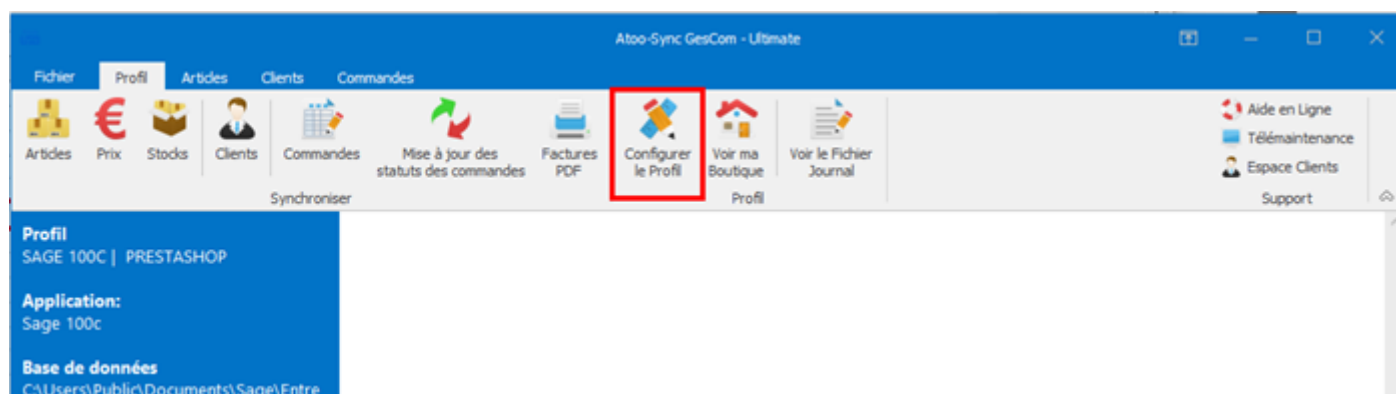 Atoo-Sync GesCom - Ultimate
Fichier Profil Articles Clients Commandes
Articles Prix Stocks Clients Commandes
Mise à jour des
statuts des commandes
Factures
PDF
Configurer
le Profil
Voir ma
Boutique
Voir le Fichier
Journal
Aide en Ligne
Télémaintenance
Espace Clients
Synchroniser Profil Support
Profil
SAGE 100C | PRESTASHOP
Application:
Sage 100c
Base de données
C:\Users\Public\Documents\Sage\Entre